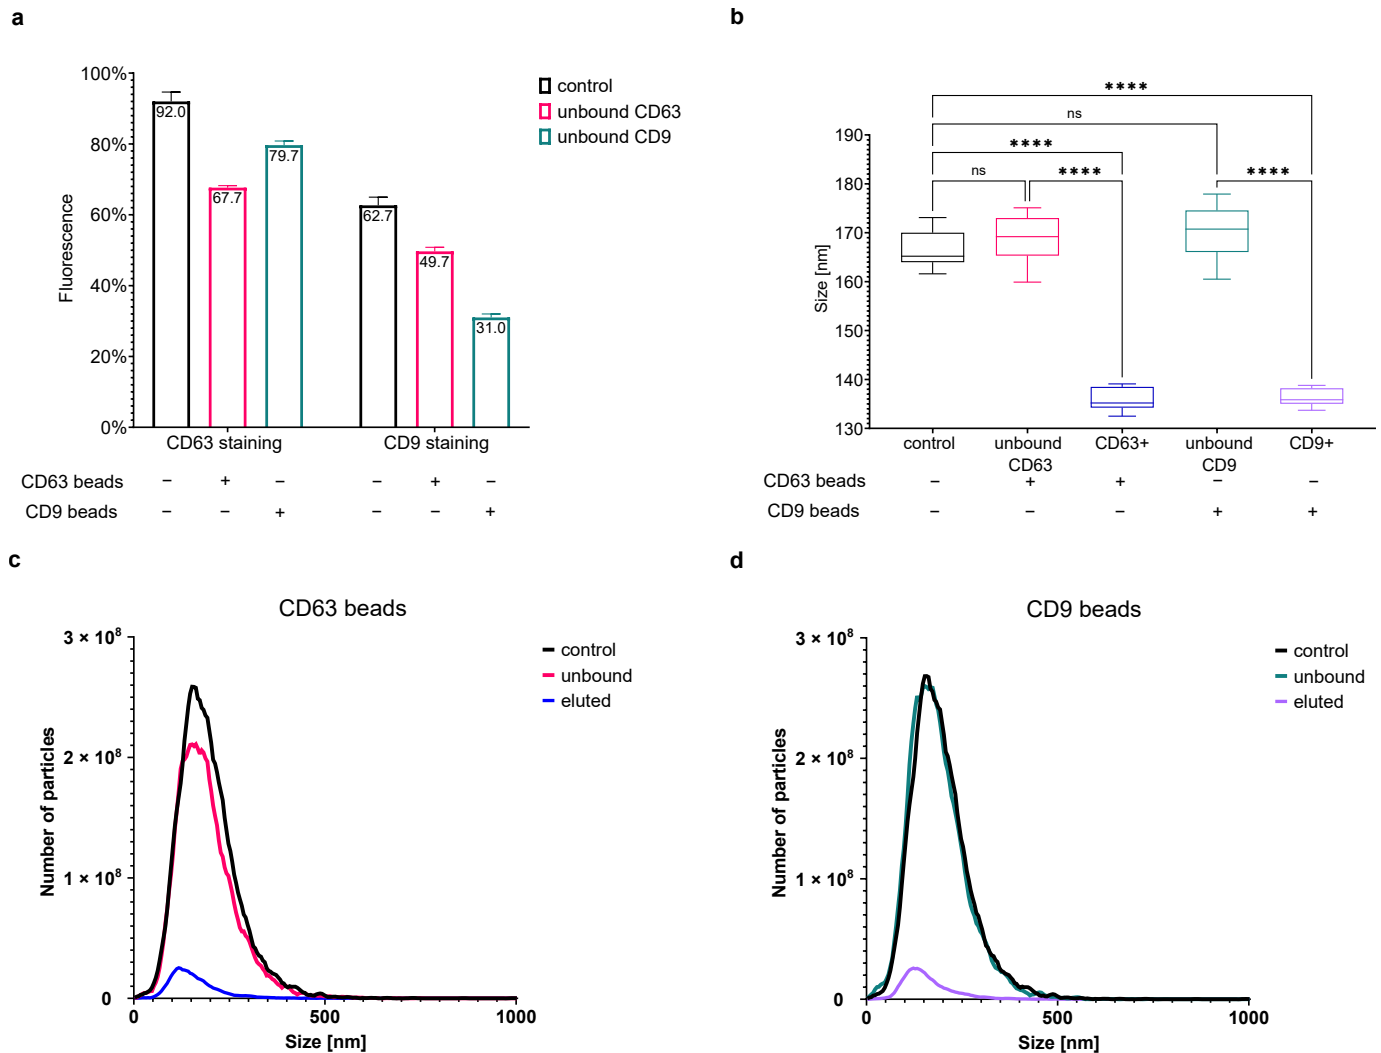 a
100%
80%
60%
40%
20%
0%
Fluorescence
92.0
67.7
79.7
62.7
49.7
31.0
control
unbound CD63
unbound CD9
CD63 staining
CD9 staining
CD63 beads – + – – + –
CD9 beads – – + – – +
b
****
ns
****
ns
****
****
190
180
170
160
150
140
130
Size [nm]
control
unbound CD63
CD63+
unbound CD9
CD9+
CD63 beads – + + – –
CD9 beads – – – + +
c
CD63 beads
3 × 10⁸
2 × 10⁸
1 × 10⁸
0
Number of particles
control
unbound
eluted
0 500 1000
Size [nm]
d
CD9 beads
3 × 10⁸
2 × 10⁸
1 × 10⁸
0
Number of particles
control
unbound
eluted
0 500 1000
Size [nm]